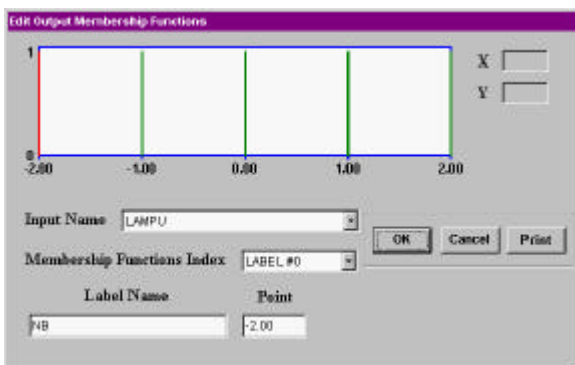 Edit Output Membership Functions
1
X
Y
0
-2.00 -1.00 0.00 1.00 2.00
Input Name LAMPU
OK Cancel Print
Membership Functions Index LABEL #0
Label Name Point
NB -2.00